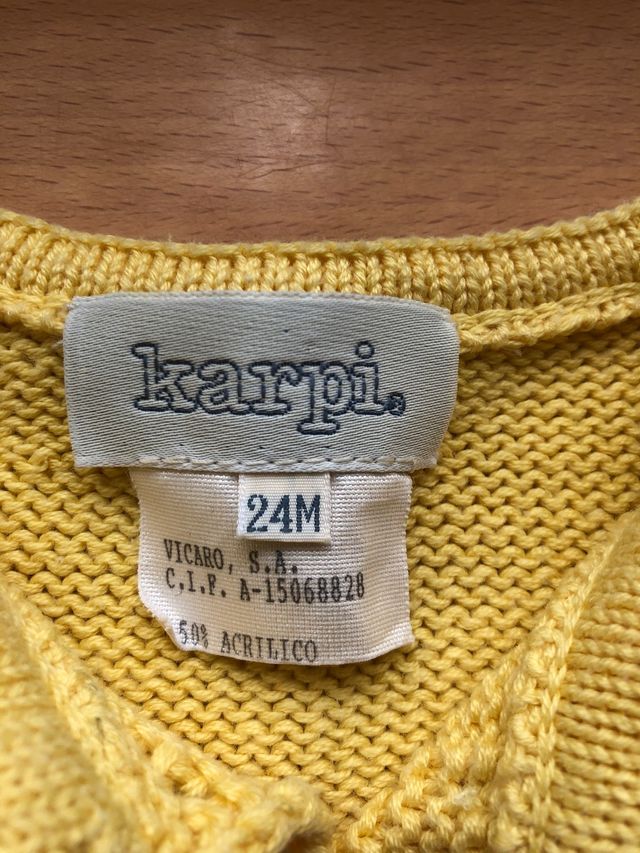 karpi.®
24M
VICARO, S.A.
C.I.F. A-15068828
50% ACRILICO